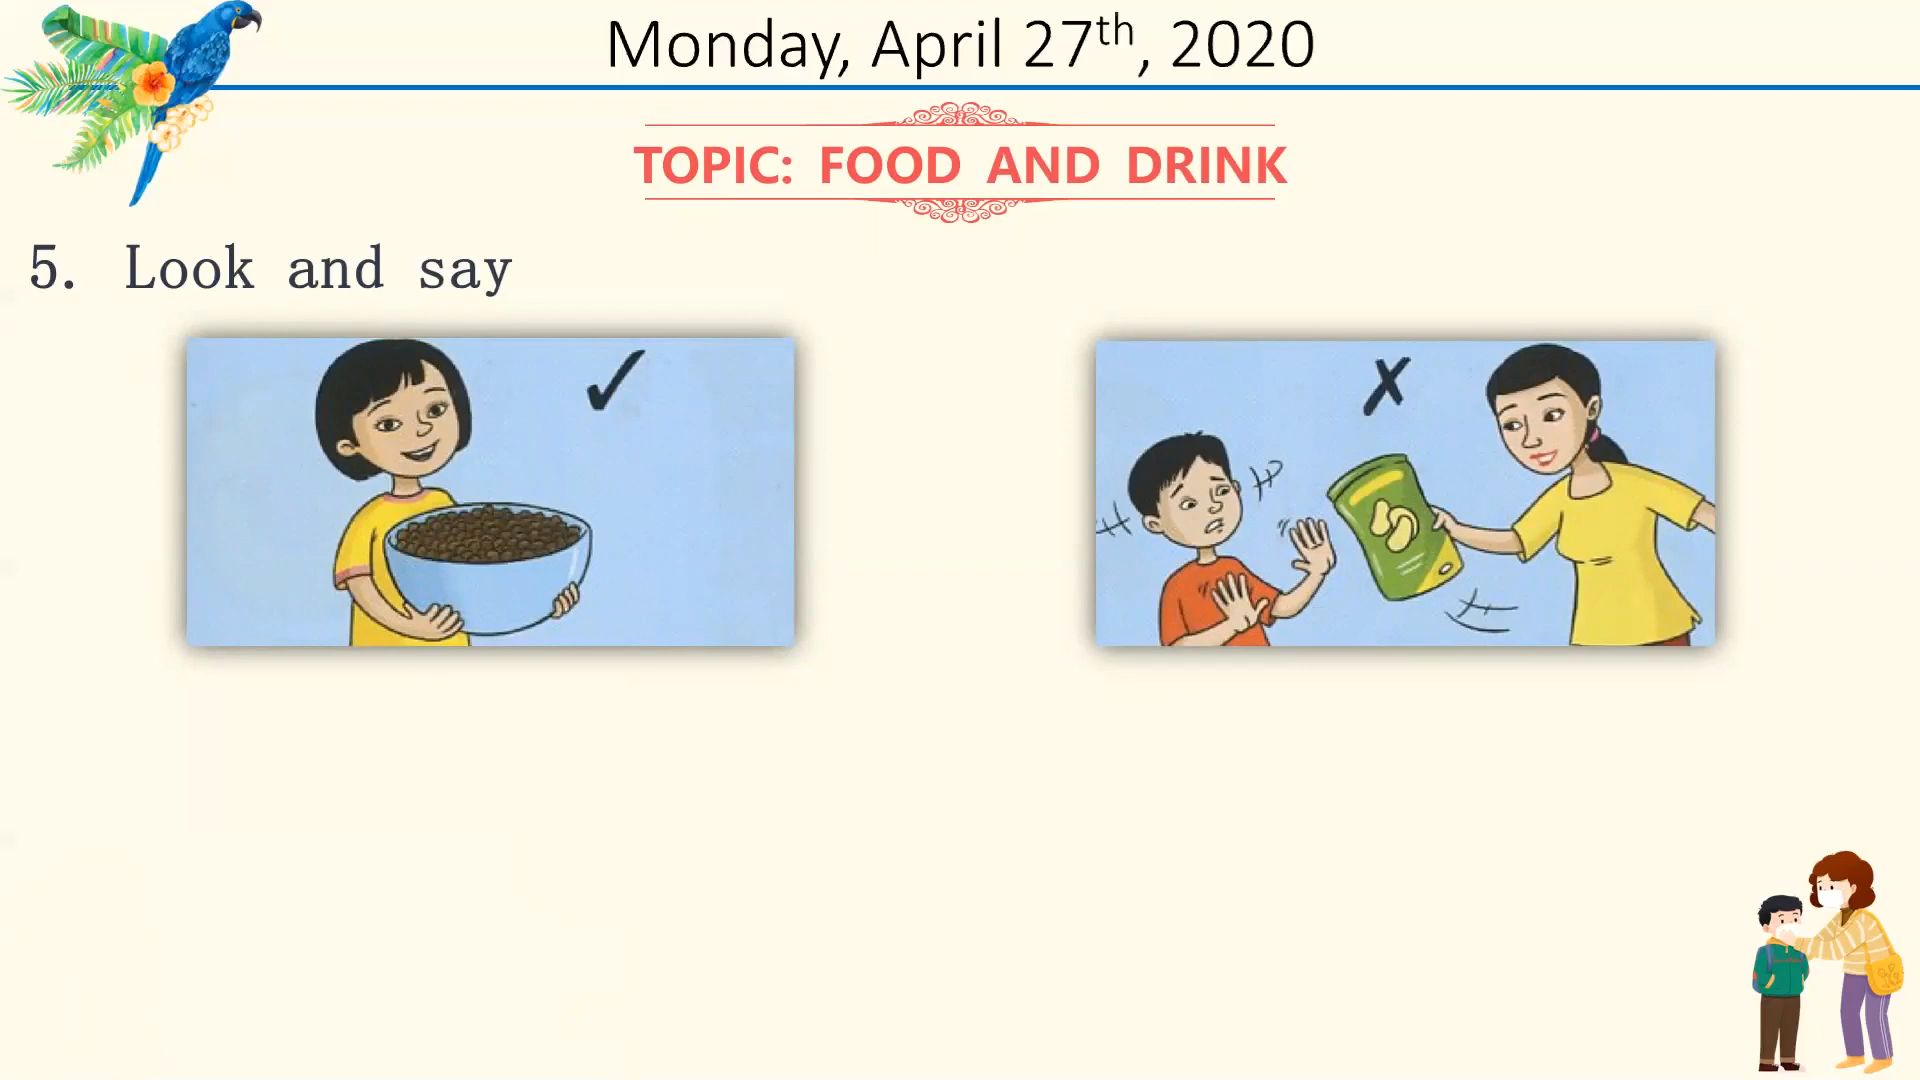 Monday, April 27th, 2020
TOPIC: FOOD AND DRINK
5. Look and say